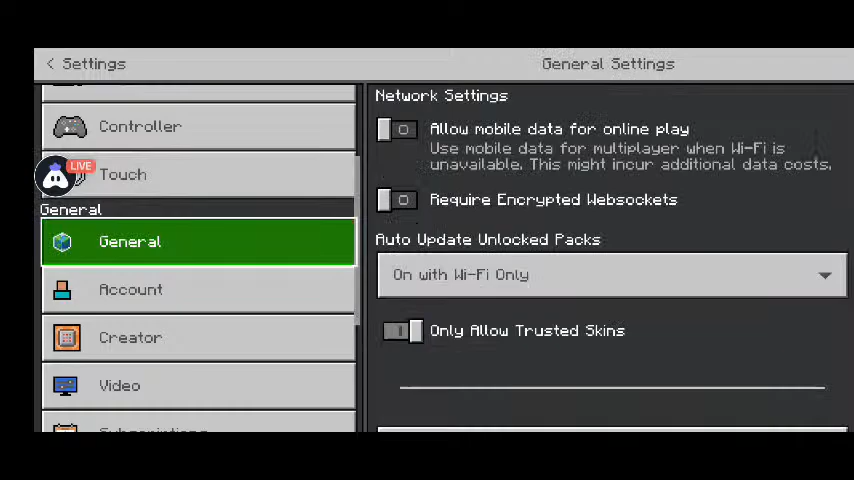 Settings
General Settings
Controller
LIVE
Touch
General
General
Account
Creator
Video
Subscriptions
Network Settings
Allow mobile data for online play
Use mobile data for multiplayer when Wi-Fi is
unavailable. This might incur additional data costs.
Require Encrypted Websockets
Auto Update Unlocked Packs
On with Wi-Fi Only
Only Allow Trusted Skins